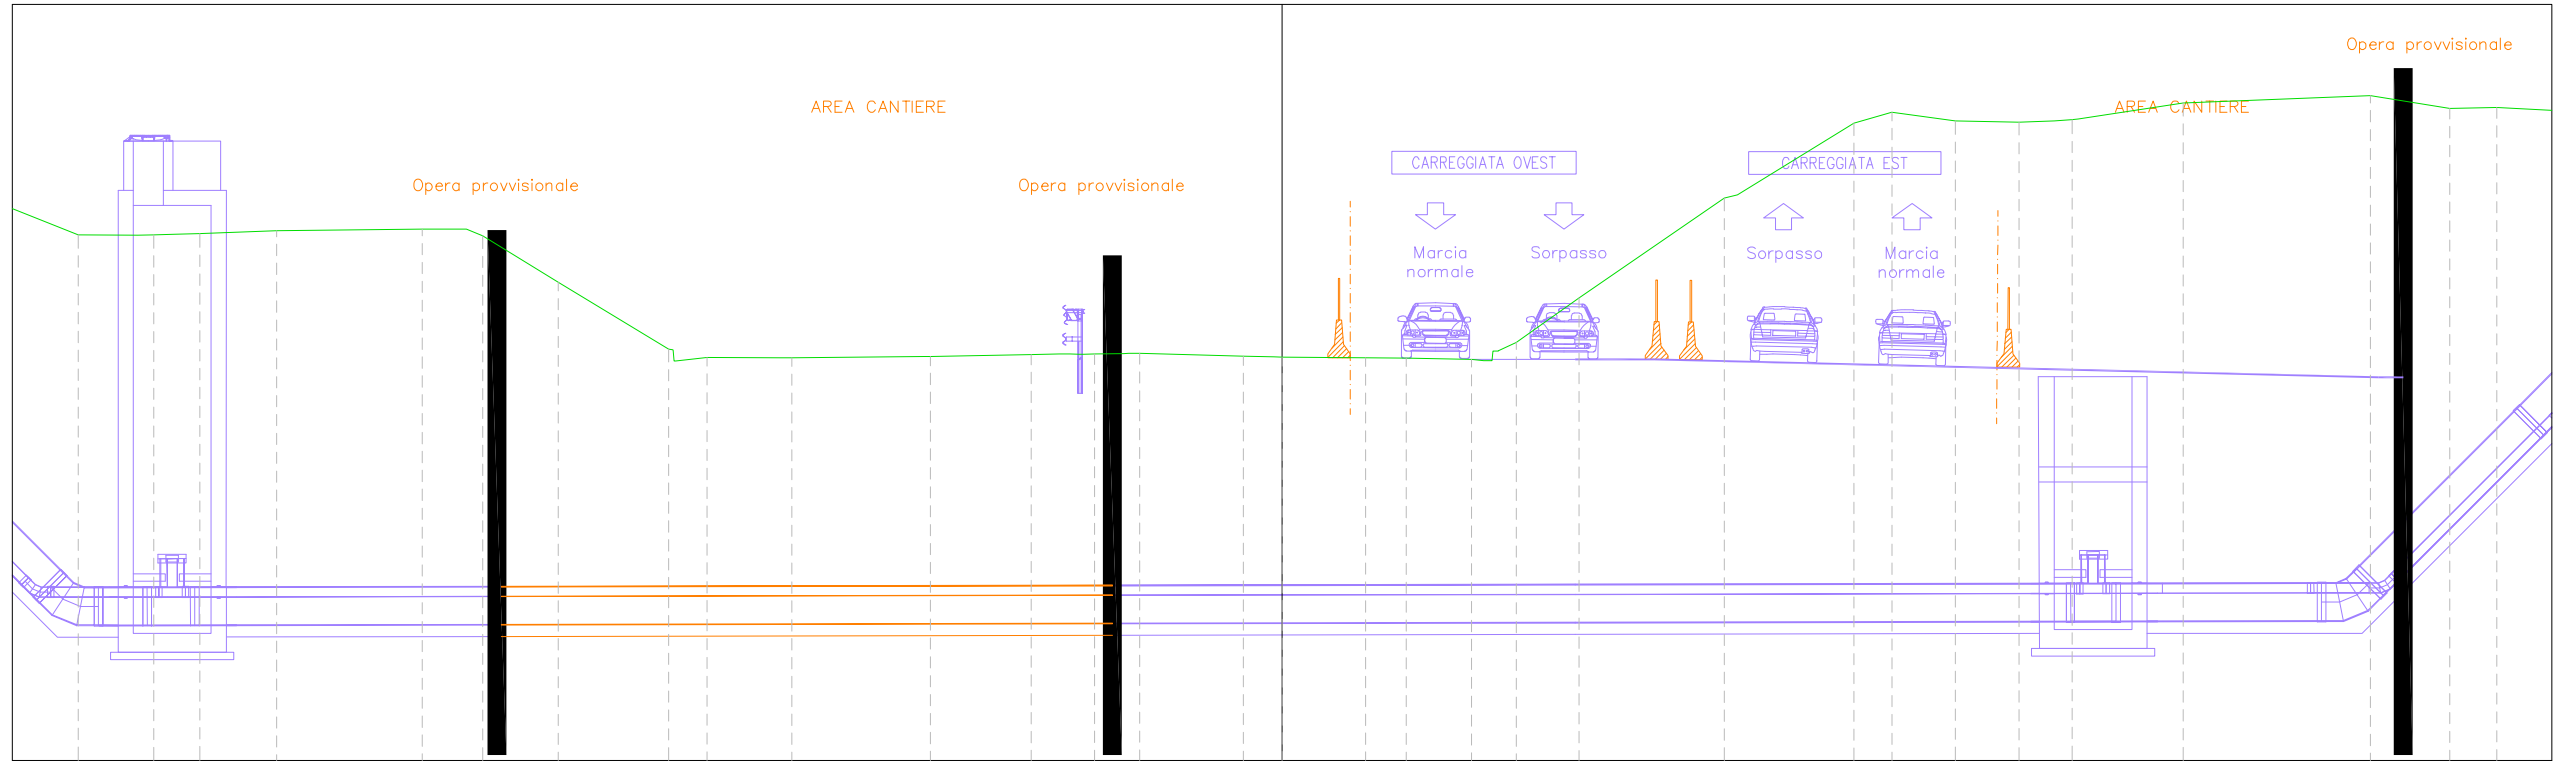 Opera provvisionale
AREA CANTIERE
AREA CANTIERE
CARREGGIATA OVEST
CARREGGIATA EST
Opera provvisionale
Opera provvisionale
Marcia
normale
Sorpasso
Sorpasso
Marcia
normale